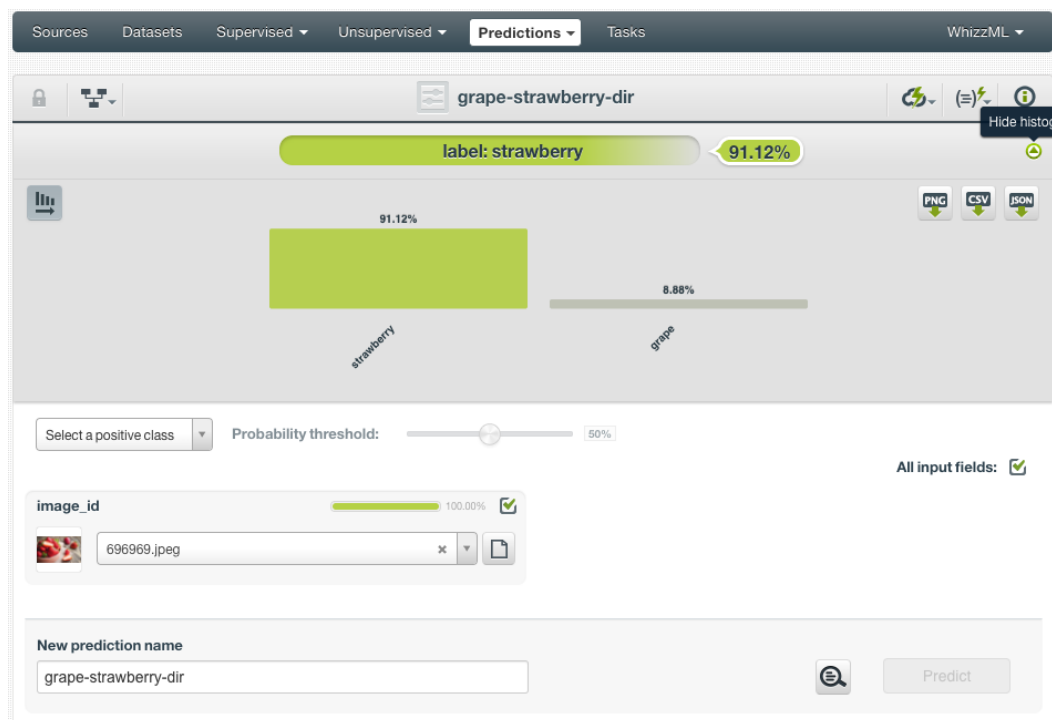 Sources Datasets Supervised Unsupervised Predictions Tasks WhizzML
grape-strawberry-dir
Hide histog
label: strawberry 91.12%
PNG CSV JSON
91.12%
8.88%
strawberry grape
Select a positive class Probability threshold: 50%
All input fields:
image_id 100.00%
696969.jpeg
New prediction name
grape-strawberry-dir
Predict